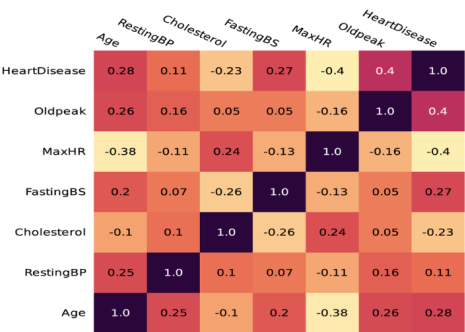 Age RestingBP Cholesterol FastingBS MaxHR Oldpeak HeartDisease
HeartDisease 0.28 0.11 -0.23 0.27 -0.4 0.4 1.0
Oldpeak 0.26 0.16 0.05 0.05 -0.16 1.0 0.4
MaxHR -0.38 -0.11 0.24 -0.13 1.0 -0.16 -0.4
FastingBS 0.2 0.07 -0.26 1.0 -0.13 0.05 0.27
Cholesterol -0.1 0.1 1.0 -0.26 0.24 0.05 -0.23
RestingBP 0.25 1.0 0.1 0.07 -0.11 0.16 0.11
Age 1.0 0.25 -0.1 0.2 -0.38 0.26 0.28